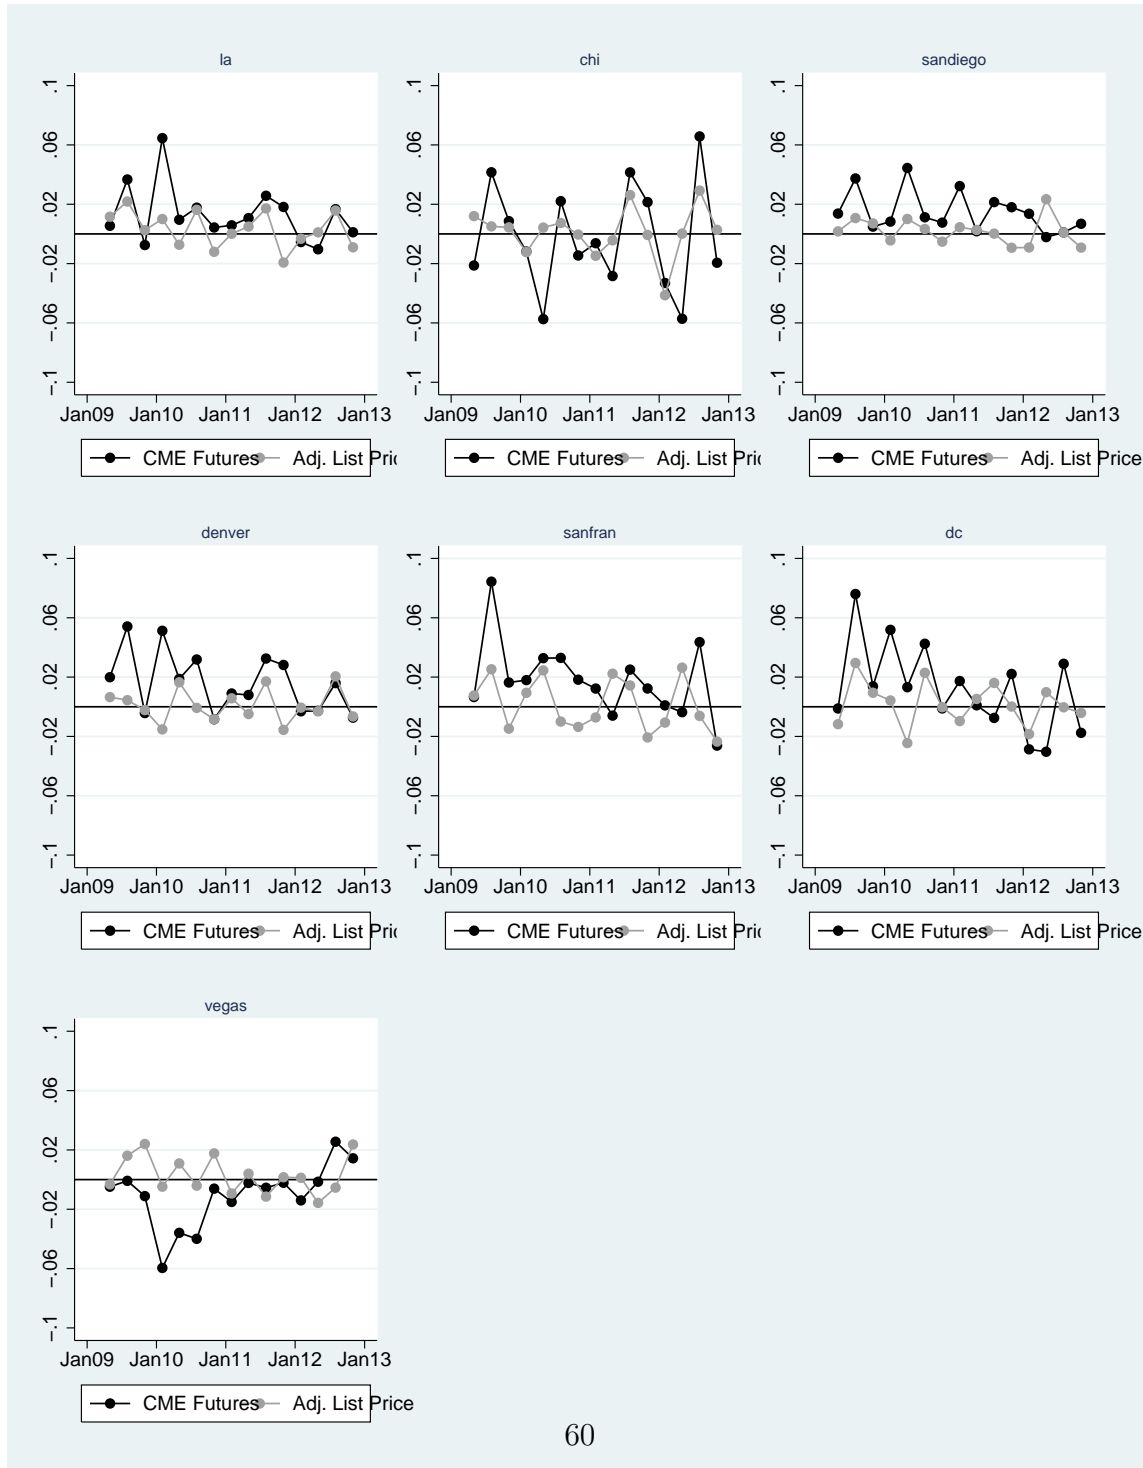 la
chi
sandiego
.1
.06
.02
−.02
−.06
−.1
.1
.06
.02
−.02
−.06
−.1
.1
.06
.02
−.02
−.06
−.1
Jan09 Jan10 Jan11 Jan12 Jan13
Jan09 Jan10 Jan11 Jan12 Jan13
Jan09 Jan10 Jan11 Jan12 Jan13
CME Futures Adj. List Pric
CME Futures Adj. List Pric
CME Futures Adj. List Price
denver
sanfran
dc
.1
.06
.02
−.02
−.06
−.1
.1
.06
.02
−.02
−.06
−.1
.1
.06
.02
−.02
−.06
−.1
Jan09 Jan10 Jan11 Jan12 Jan13
Jan09 Jan10 Jan11 Jan12 Jan13
Jan09 Jan10 Jan11 Jan12 Jan13
CME Futures Adj. List Pric
CME Futures Adj. List Pric
CME Futures Adj. List Price
vegas
.1
.06
.02
−.02
−.06
−.1
Jan09 Jan10 Jan11 Jan12 Jan13
CME Futures Adj. List Price
60